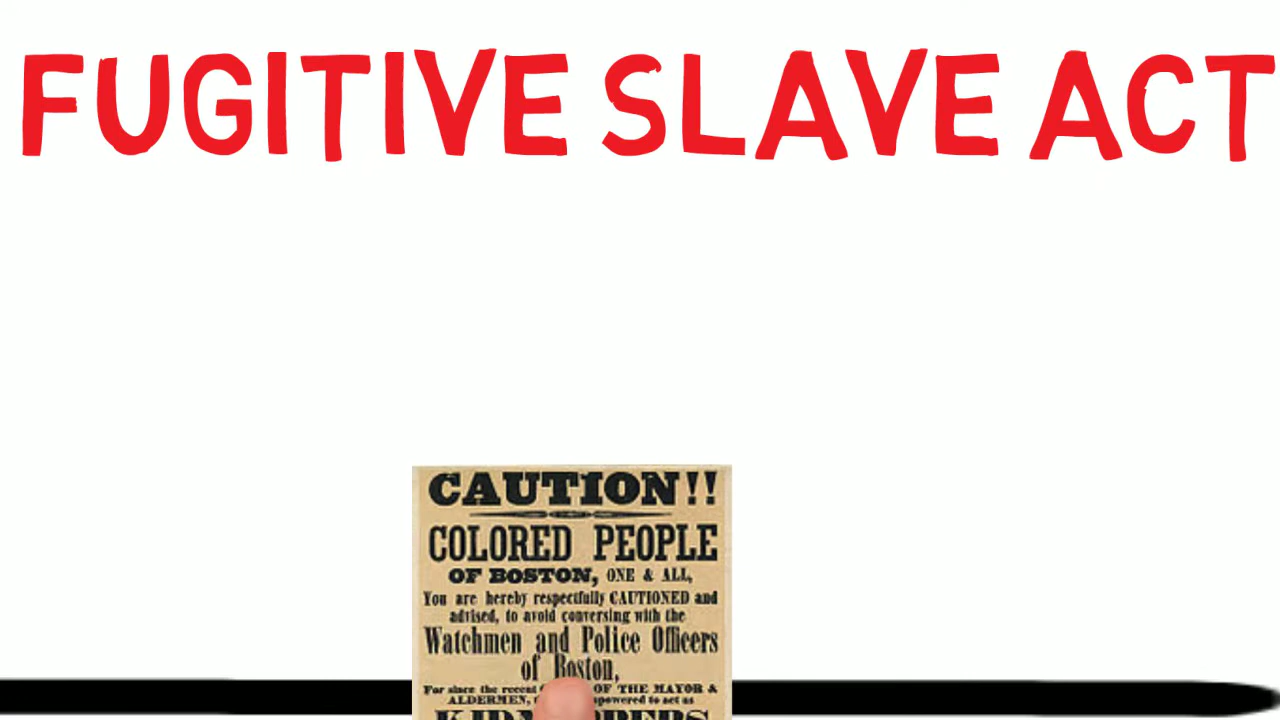 FUGITIVE SLAVE ACT
CAUTION!!
COLORED PEOPLE
OF BOSTON, ONE & ALL,
You are hereby respectfully CAUTIONED and
advised, to avoid conversing with the
Watchmen and Police Officers
of Boston,
For since the recent OF THE MAYOR &
ALDERMEN, to act as